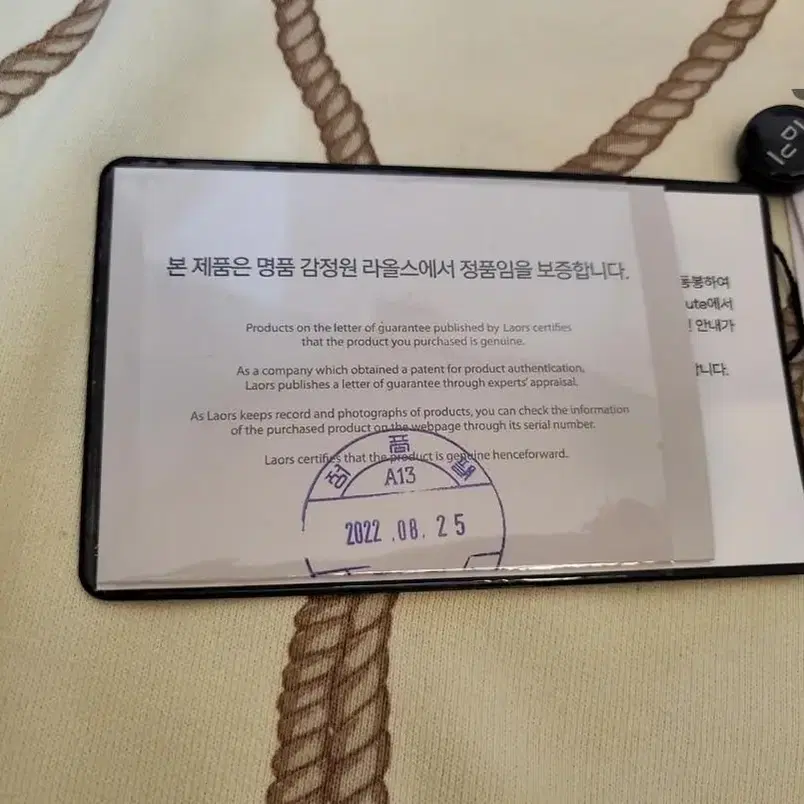 본 제품은 명품 감정원 라올스에서 정품임을 보증합니다.
Products on the letter of guarantee published by Laors certifies
that the product you purchased is genuine.
As a company which obtained a patent for product authentication,
Laors publishes a letter of guarantee through experts' appraisal.
As Laors keeps record and photographs of products, you can check the information
of the purchased product on the webpage through its serial number.
Laors certifies that the product is genuine henceforward.
정품
A13
2022.08.25
동봉하여
ute에서
안내가
합니다.